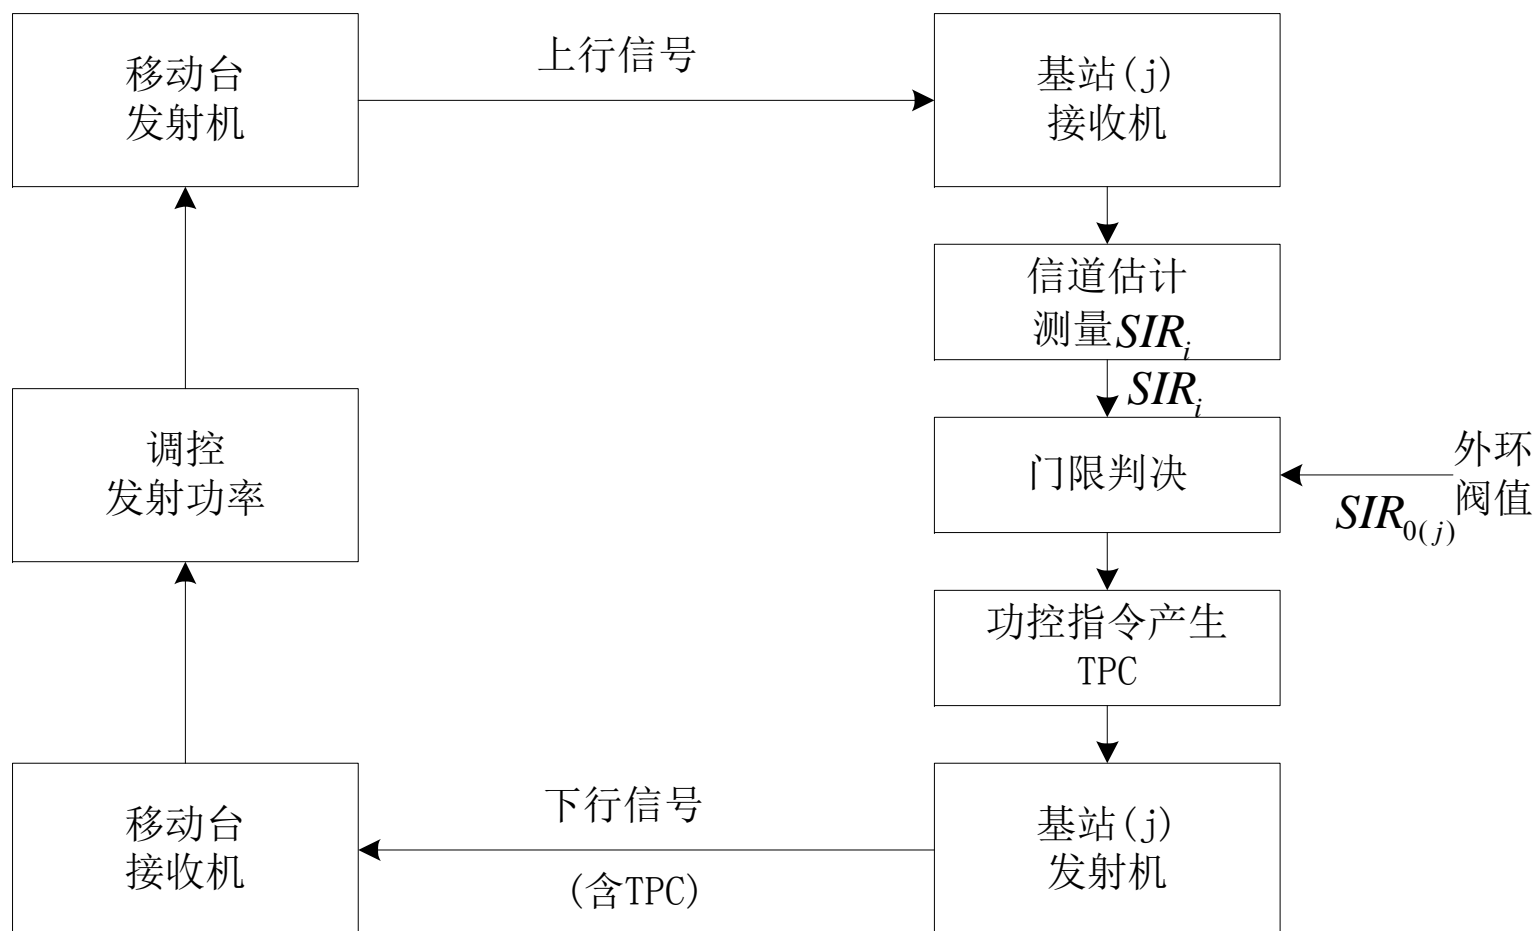 移动台
发射机
上行信号
基站(j)
接收机
信道估计
测量SIR_i
SIR_i
门限判决
外环
阀值
SIR_0(j)
调控
发射功率
功控指令产生
TPC
移动台
接收机
下行信号
(含TPC)
基站(j)
发射机